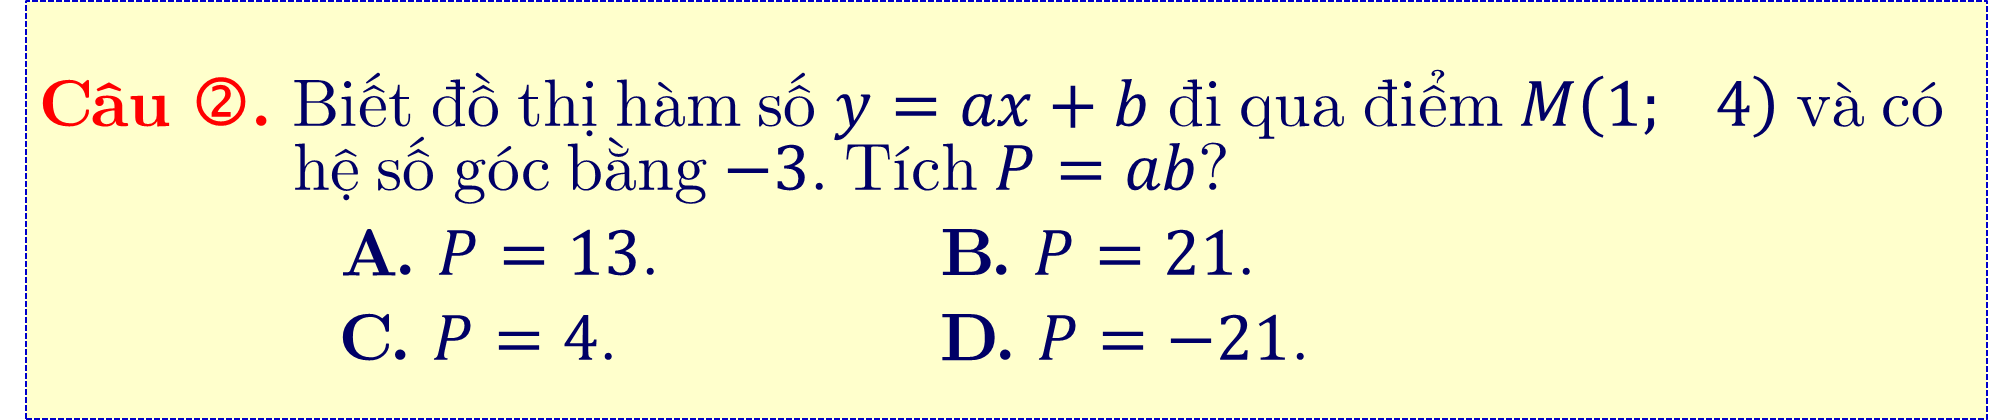 Câu ②. Biết đồ thị hàm số y = ax + b đi qua điểm M(1; 4) và có
hệ số góc bằng −3. Tích P = ab?
A. P = 13. B. P = 21.
C. P = 4. D. P = −21.